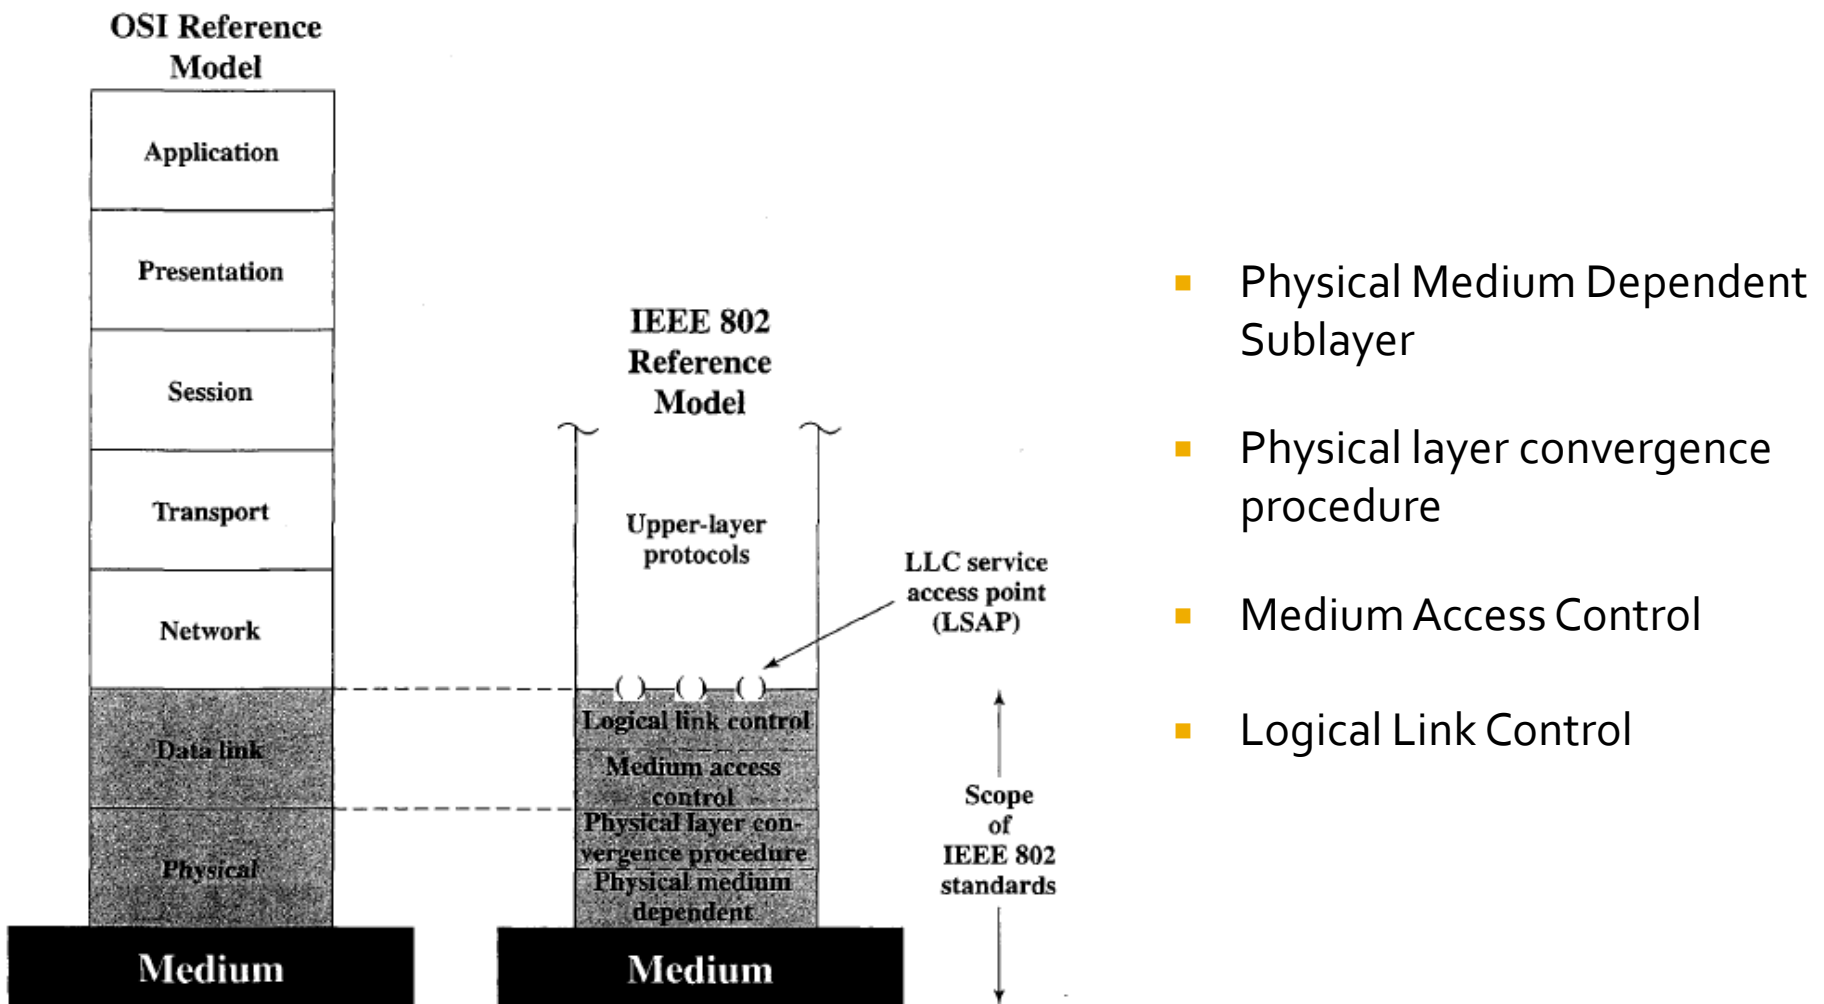 OSI Reference
Model
Application
Presentation
Session
Transport
Network
Data link
Physical
Medium
IEEE 802
Reference
Model
Upper-layer
protocols
LLC service
access point
(LSAP)
Logical link control
Medium access
control
Physical layer con-
vergence procedure
Physical medium
dependent
Medium
Scope
of
IEEE 802
standards
Physical Medium Dependent
Sublayer
Physical layer convergence
procedure
Medium Access Control
Logical Link Control